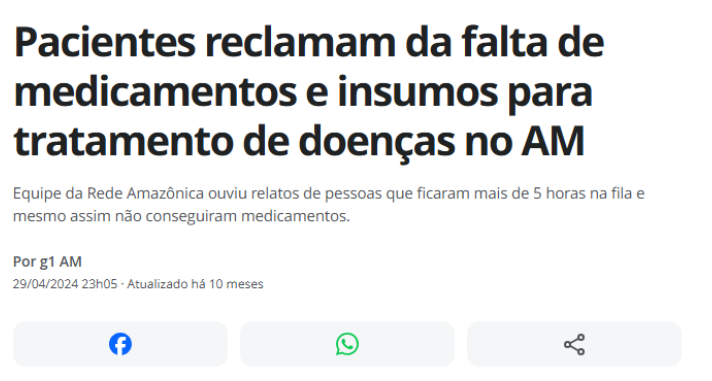 Pacientes reclamam da falta de
medicamentos e insumos para
tratamento de doenças no AM
Equipe da Rede Amazônica ouviu relatos de pessoas que ficaram mais de 5 horas na fila e
mesmo assim não conseguiram medicamentos.
Por g1 AM
29/04/2024 23h05 · Atualizado há 10 meses